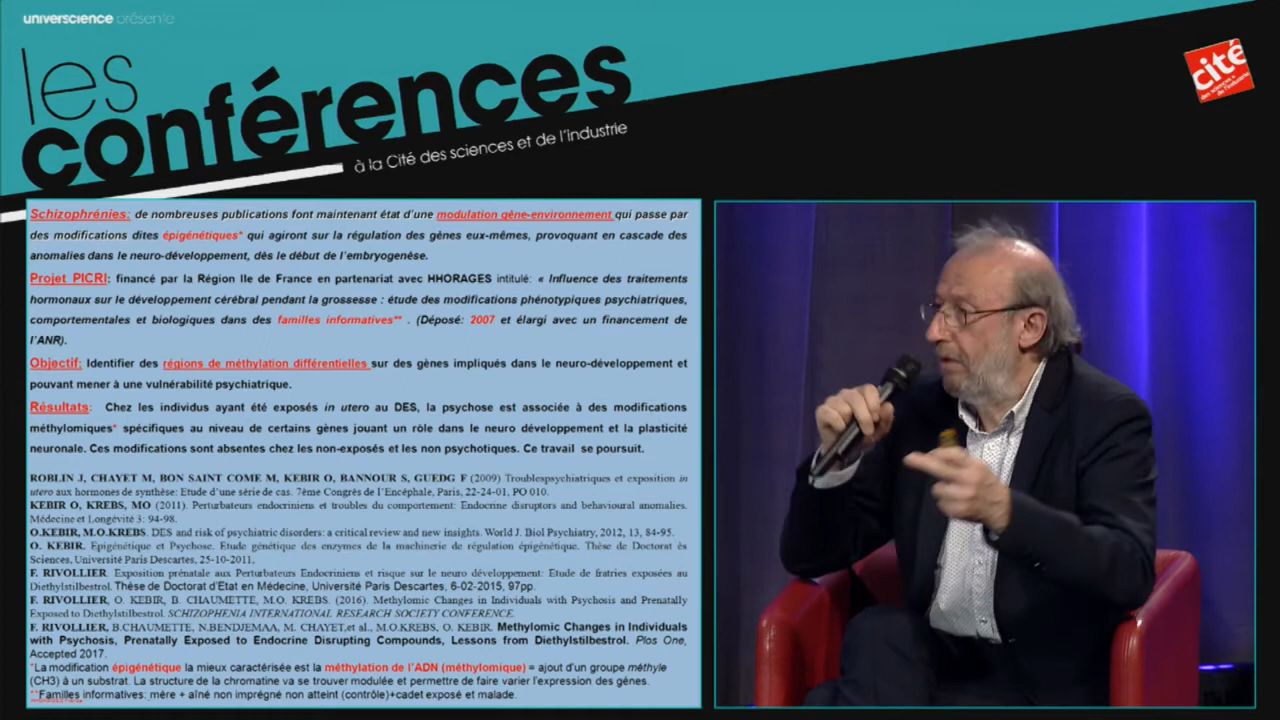 universcience présente
les
conférences
à la Cité des sciences et de l'industrie
cité
des sciences et
de l'industrie
Schizophrénies: de nombreuses publications font maintenant état d'une modulation gène-environnement qui passe par
des modifications dites épigénétiques* qui agiront sur la régulation des gènes eux-mêmes, provoquant en cascade des
anomalies dans le neuro-développement, dès le début de l'embryogenèse.
Projet PICRI: financé par la Région Ile de France en partenariat avec HHORAGES intitulé: « Influence des traitements
hormonaux sur le développement cérébral pendant la grossesse : étude des modifications phénotypiques psychiatriques,
comportementales et biologiques dans des familles informatives** . (Déposé: 2007 et élargi avec un financement de
l'ANR).
Objectif: Identifier des régions de méthylation différentielles sur des gènes impliqués dans le neuro-développement et
pouvant mener à une vulnérabilité psychiatrique.
Résultats: Chez les individus ayant été exposés in utero au DES, la psychose est associée à des modifications
méthylomiques* spécifiques au niveau de certains gènes jouant un rôle dans le neuro développement et la plasticité
neuronale. Ces modifications sont absentes chez les non-exposés et les non psychotiques. Ce travail se poursuit.
ROBLIN J, CHAYET M, BON SAINT COME M, KEBIR O, BANNOUR S, GUEDG F (2009) Troublespsychiatriques et exposition in
utero aux hormones de synthèse: Etude d'une série de cas. 7ème Congrès de l'Encéphale, Paris, 22-24-01, PO 010.
KEBIR O, KREBS, MO (2011). Perturbateurs endocriniens et troubles du comportement: Endocrine disruptors and behavioural anomalies.
Médecine et Longévité 3: 94-98.
O.KEBIR, M.O.KREBS. DES and risk of psychiatric disorders: a critical review and new insights. World J. Biol Psychiatry, 2012, 13, 84-95.
O. KEBIR. Epigénétique et Psychose. Etude génétique des enzymes de la machinerie de régulation épigénétique. Thèse de Doctorat ès
Sciences, Université Paris Descartes, 25-10-2011,
F. RIVOLLIER. Exposition prénatale aux Perturbateurs Endocriniens et risque sur le neuro développement: Etude de fratries exposées au
Diethylstilbestrol. Thèse de Doctorat d'Etat en Médecine, Université Paris Descartes, 6-02-2015, 97pp.
F. RIVOLLIER, O. KEBIR, B. CHAUMETTE, M.O. KREBS. (2016). Methylomic Changes in Individuals with Psychosis and Prenatally
Exposed to Diethylstilbestrol. SCHIZOPHENIA INTERNATIONAL RESEARCH SOCIETY CONFERENCE.
F. RIVOLLIER, B.CHAUMETTE, N.BENDJEMAA, M. CHAYET,et al., M.O.KREBS, O. KEBIR. Methylomic Changes in Individuals
with Psychosis, Prenatally Exposed to Endocrine Disrupting Compounds, Lessons from Diethylstilbestrol. Plos One,
Accepted 2017.
*La modification épigénétique la mieux caractérisée est la méthylation de l'ADN (méthylomique) = ajout d'un groupe méthyle
(CH3) à un substrat. La structure de la chromatine va se trouver modulée et permettre de faire varier l'expression des gènes.
**Familles informatives: mère + aîné non imprégné non atteint (contrôle)+cadet exposé et malade.